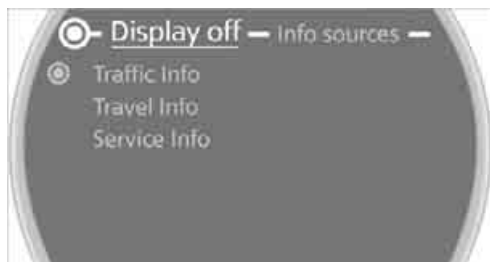 Display off Info sources
Traffic Info
Travel Info
Service Info